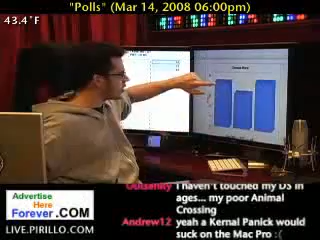 "Polls" (Mar 14, 2008 06:00pm)
43.4°F
Advertise
Here
Forever.COM
LIVE.PIRILLO.COM
Outsanity I haven't touched my DS in
ages... my poor Animal
Crossing
Andrew12 yeah a Kernal Panick would
suck on the Mac Pro :(